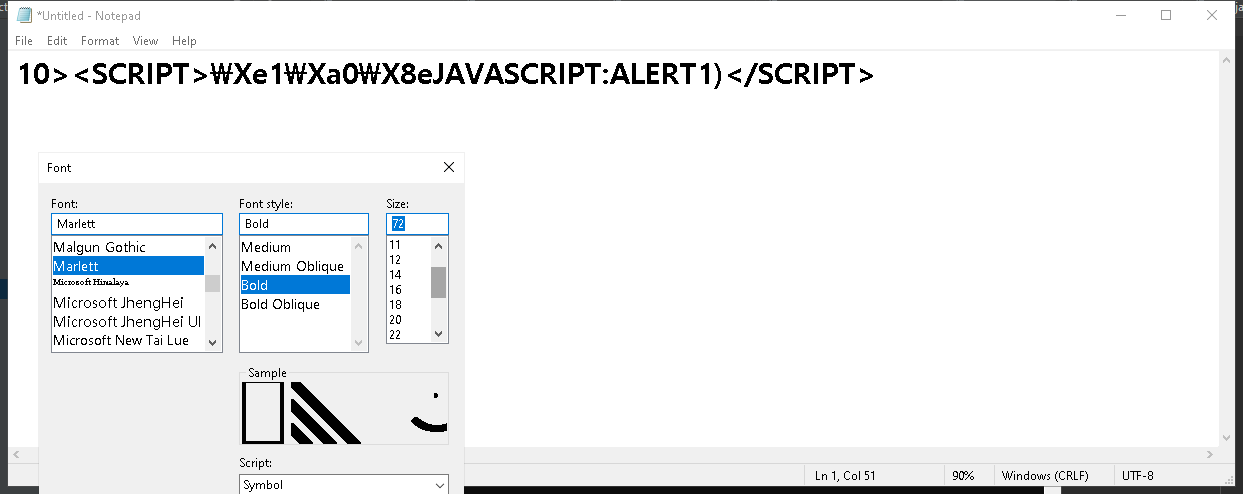 *Untitled - Notepad
File Edit Format View Help
10><SCRIPT>₩Xe1₩Xa0₩X8eJAVASCRIPT:ALERT1)</SCRIPT>
Font
Font: Font style: Size:
Marlett Bold 72
Malgun Gothic
Marlett
Microsoft Himalaya
Microsoft JhengHei
Microsoft JhengHei UI
Microsoft New Tai Lue
Medium
Medium Oblique
Bold
Bold Oblique
11
12
14
16
18
20
22
Sample
Script:
Symbol
Ln 1, Col 51 90% Windows (CRLF) UTF-8